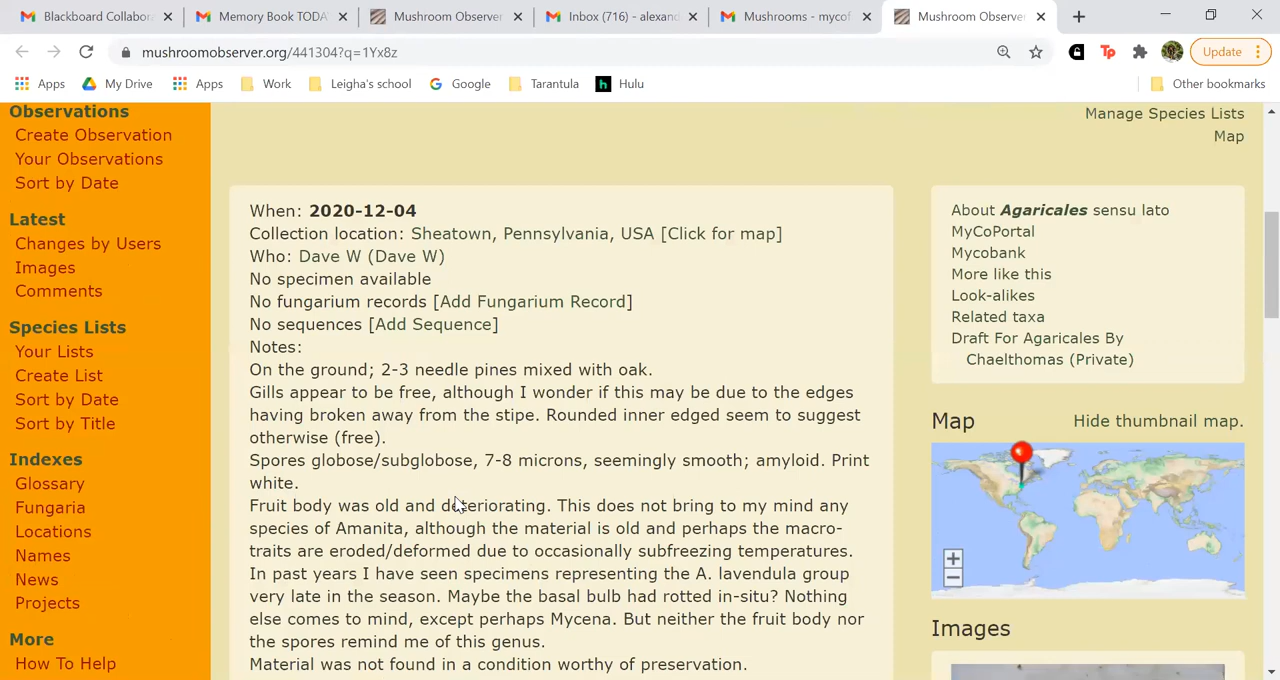 Blackboard Collabora
Memory Book TODA
Mushroom Observer
Inbox (716) - alexand
Mushrooms - mycof
Mushroom Observer
mushroomobserver.org/441304?q=1Yx8z
Update
Apps
My Drive
Apps
Work
Leigha's school
Google
Tarantula
Hulu
Other bookmarks
Observations
Create Observation
Your Observations
Sort by Date
Latest
Changes by Users
Images
Comments
Species Lists
Your Lists
Create List
Sort by Date
Sort by Title
Indexes
Glossary
Fungaria
Locations
Names
News
Projects
More
How To Help
Manage Species Lists
Map
When: 2020-12-04
Collection location: Sheatown, Pennsylvania, USA [Click for map]
Who: Dave W (Dave W)
No specimen available
No fungarium records [Add Fungarium Record]
No sequences [Add Sequence]
Notes:
On the ground; 2-3 needle pines mixed with oak.
Gills appear to be free, although I wonder if this may be due to the edges
having broken away from the stipe. Rounded inner edged seem to suggest
otherwise (free).
Spores globose/subglobose, 7-8 microns, seemingly smooth; amyloid. Print
white.
Fruit body was old and deteriorating. This does not bring to my mind any
species of Amanita, although the material is old and perhaps the macro-
traits are eroded/deformed due to occasionally subfreezing temperatures.
In past years I have seen specimens representing the A. lavendula group
very late in the season. Maybe the basal bulb had rotted in-situ? Nothing
else comes to mind, except perhaps Mycena. But neither the fruit body nor
the spores remind me of this genus.
Material was not found in a condition worthy of preservation.
About Agaricales sensu lato
MyCoPortal
Mycobank
More like this
Look-alikes
Related taxa
Draft For Agaricales By
Chaelthomas (Private)
Map
Hide thumbnail map.
Images